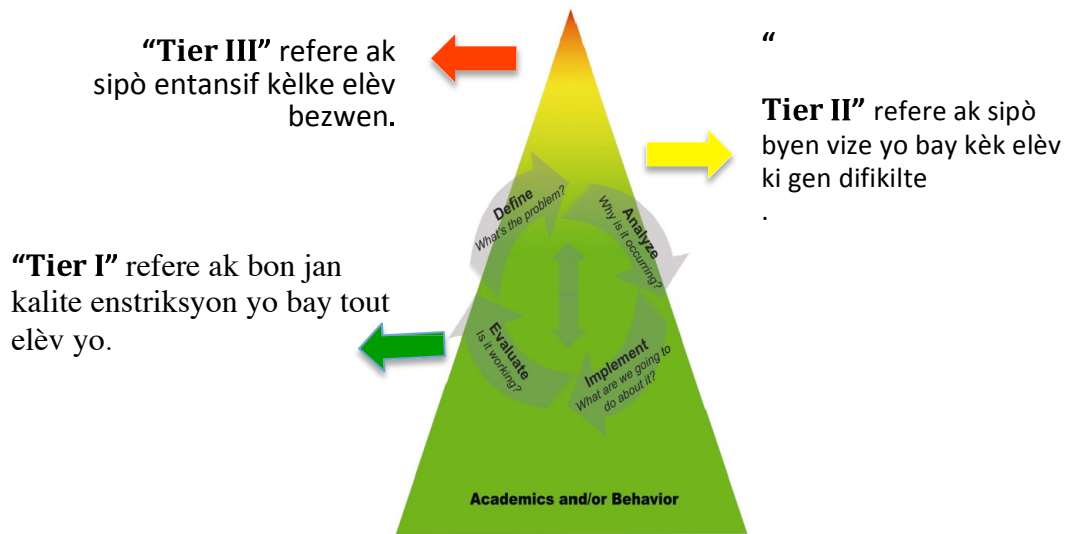 “Tier III” refere ak
sipò entansif kèlke elèv
bezwen.
“
Tier II” refere ak sipò
byen vize yo bay kèk elèv
ki gen difikilte
.
“Tier I” refere ak bon jan
kalite enstriksyon yo bay tout
elèv yo.
Define
What's the problem?
Analyze
Why is it occurring?
Implement
What are we going to
do about it?
Evaluate
Is it working?
Academics and/or Behavior